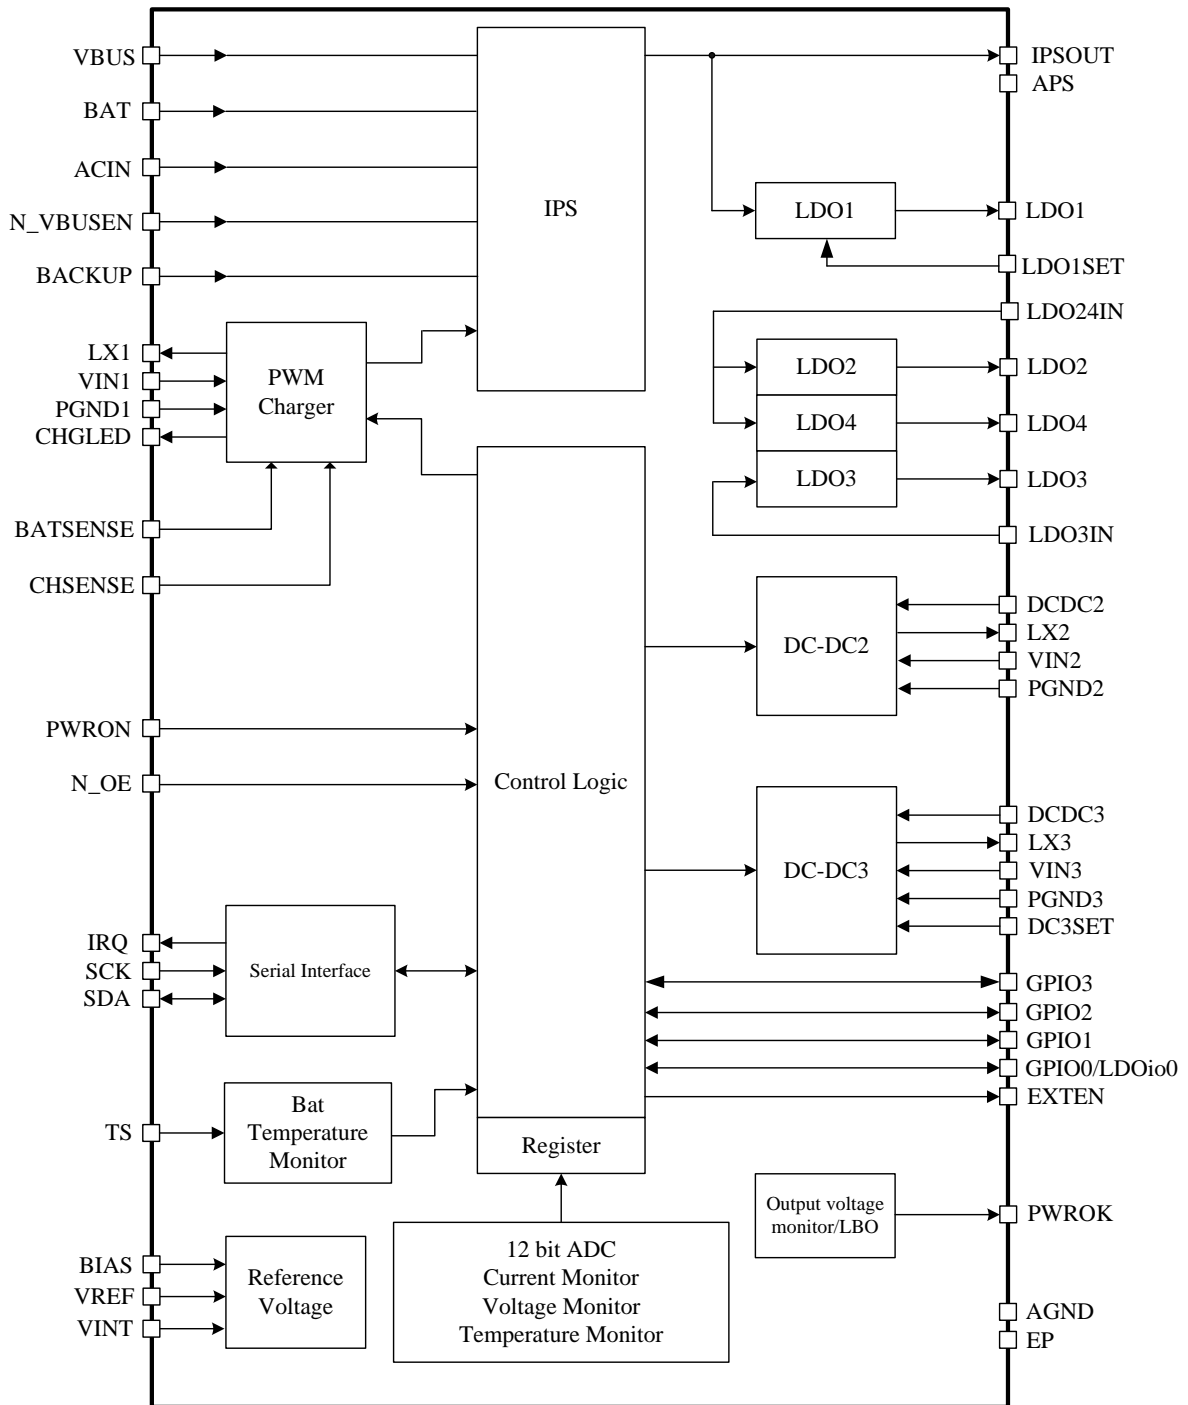 VBUS
BAT
ACIN
N_VBUSEN
BACKUP
LX1
VIN1
PGND1
CHGLED
BATSENSE
CHSENSE
PWRON
N_OE
IRQ
SCK
SDA
TS
BIAS
VREF
VINT
IPS
PWM
Charger
Control Logic
Serial Interface
Bat
Temperature
Monitor
Register
Reference
Voltage
12 bit ADC
Current Monitor
Voltage Monitor
Temperature Monitor
LDO1
LDO2
LDO4
LDO3
DC-DC2
DC-DC3
Output voltage
monitor/LBO
IPSOUT
APS
LDO1
LDO1SET
LDO24IN
LDO2
LDO4
LDO3
LDO3IN
DCDC2
LX2
VIN2
PGND2
DCDC3
LX3
VIN3
PGND3
DC3SET
GPIO3
GPIO2
GPIO1
GPIO0/LDOio0
EXTEN
PWROK
AGND
EP